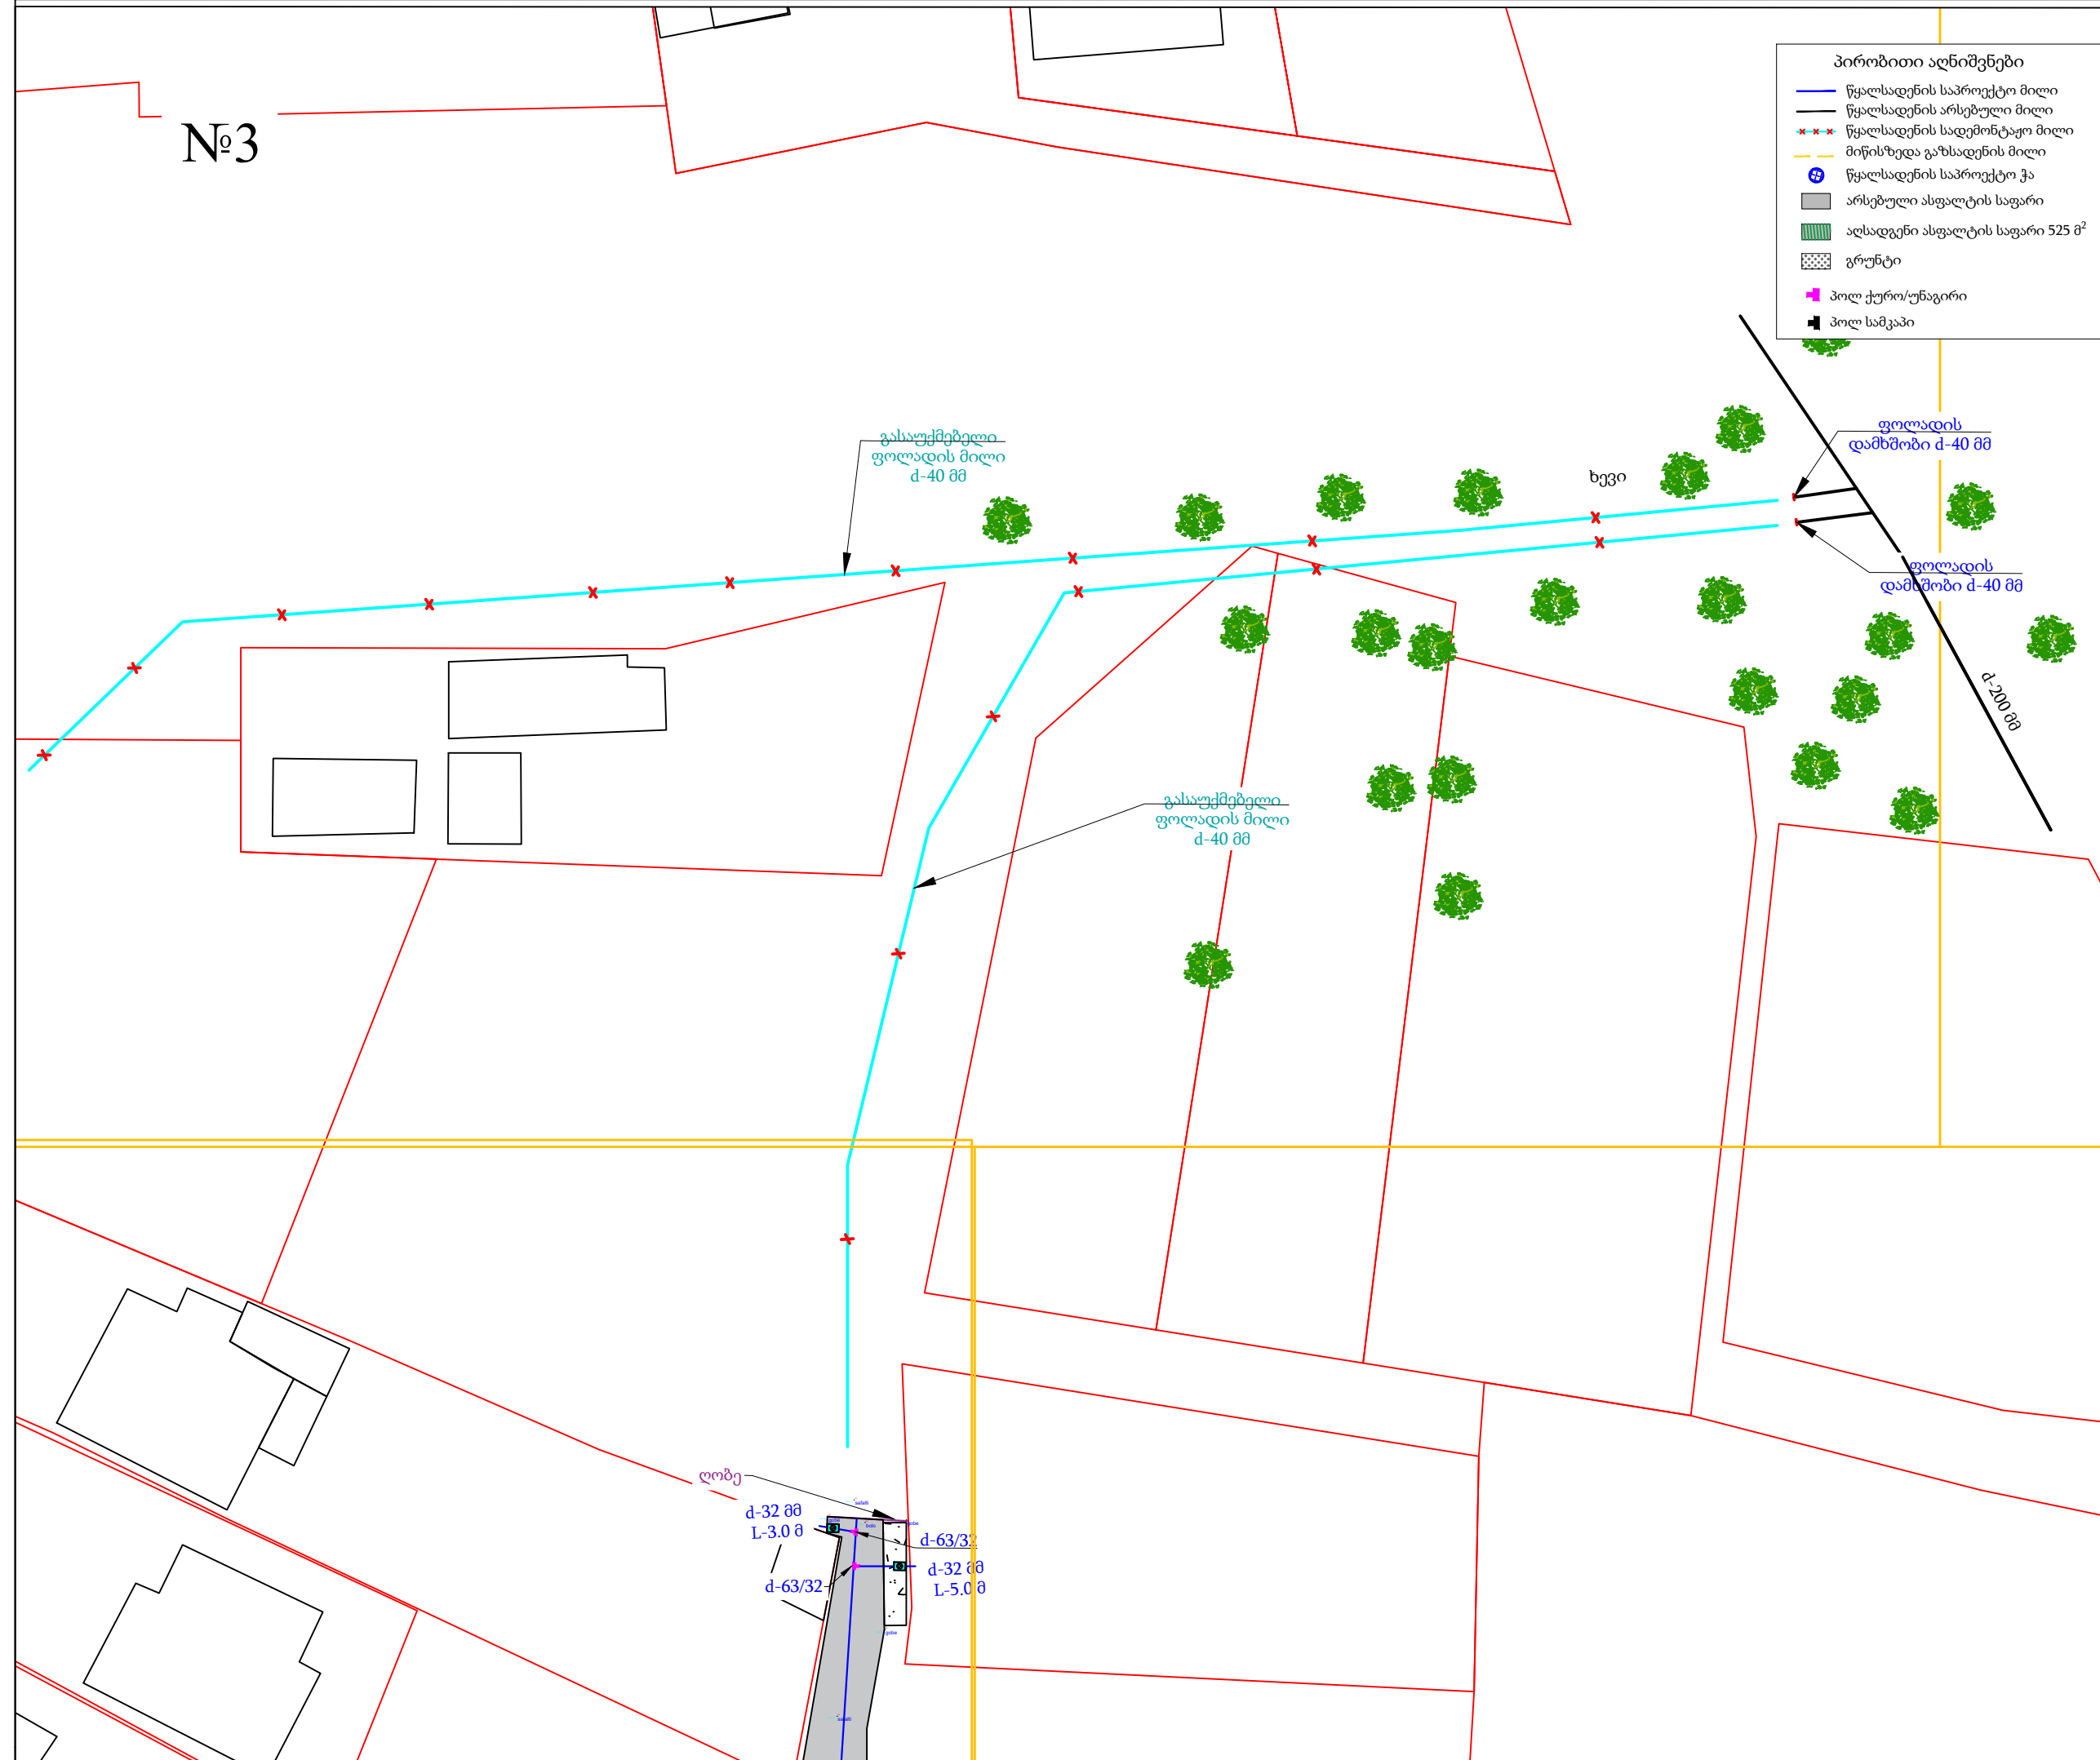 №3
პირობითი აღნიშვნები
წყალსადენის საპროექტო მილი
წყალსადენის არსებული მილი
წყალსადენის სადემონტაჟო მილი
მიწისზედა გაზსადენის მილი
წყალსადენის საპროექტო ჭა
არსებული ასფალტის საფარი
აღსადგენი ასფალტის საფარი 525 მ²
გრუნტი
პოლ ქურო/უნაგირი
პოლ სამკაპი
გასაუქმებელი
ფოლადის მილი
d-40 მმ
ხევი
ფოლადის
დამხშობი d-40 მმ
ფოლადის
დამხშობი d-40 მმ
d-200 მმ
გასაუქმებელი
ფოლადის მილი
d-40 მმ
ღობე
d-32 მმ
L-3.0 მ
d-63/32
d-32 მმ
L-5.0 მ
d-63/32